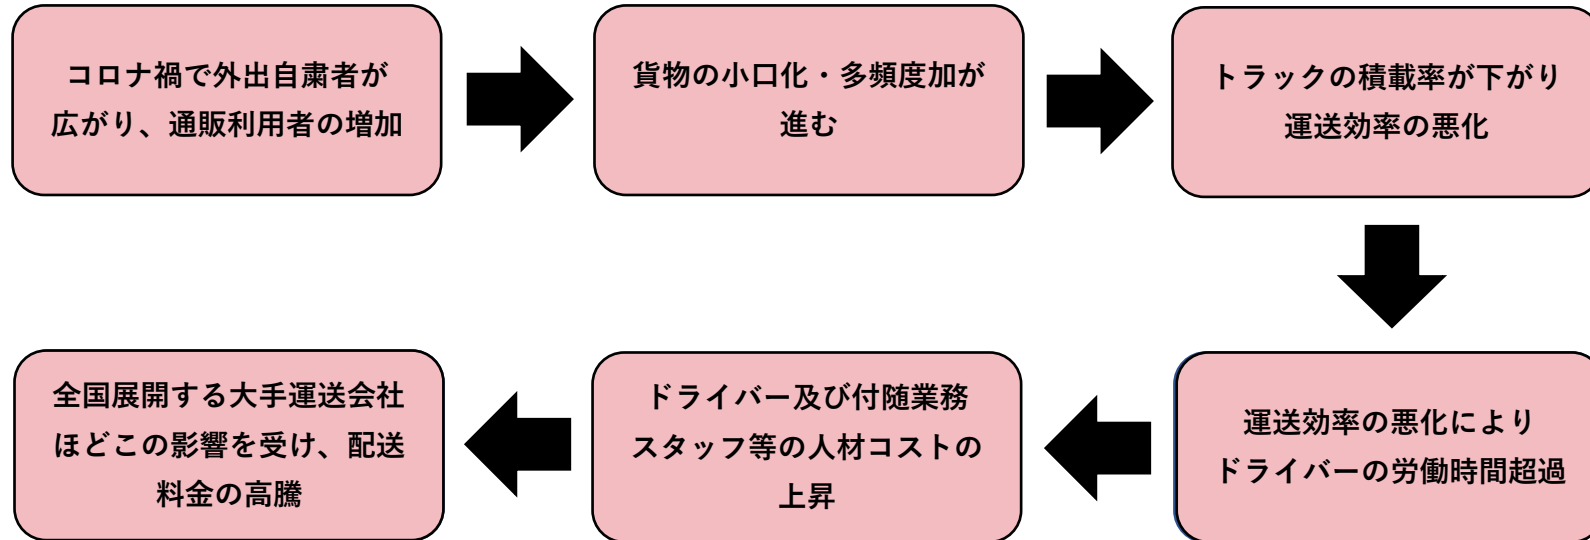 コロナ禍で外出自粛者が
広がり、通販利用者の増加
貨物の小口化・多頻度加が
進む
トラックの積載率が下がり
運送効率の悪化
運送効率の悪化により
ドライバーの労働時間超過
ドライバー及び付随業務
スタッフ等の人材コストの
上昇
全国展開する大手運送会社
ほどこの影響を受け、配送
料金の高騰